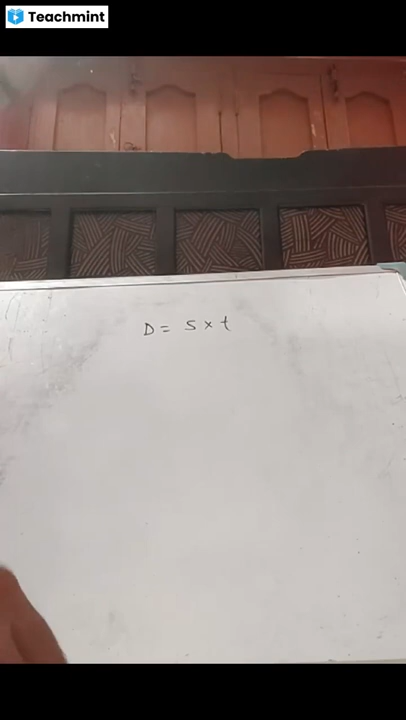 Teachmint
D = S × t